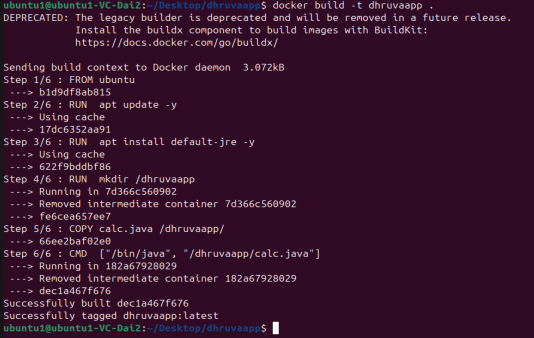 ubuntu1@ubuntu1-VC-Dai2:~/Desktop/dhruvaapp$ docker build -t dhruvaapp .
DEPRECATED: The legacy builder is deprecated and will be removed in a future release.
            Install the buildx component to build images with BuildKit:
            https://docs.docker.com/go/buildx/

Sending build context to Docker daemon  3.072kB
Step 1/6 : FROM ubuntu
 ---> b1d9df8ab815
Step 2/6 : RUN  apt update -y
 ---> Using cache
 ---> 17dc6352aa91
Step 3/6 : RUN  apt install default-jre -y
 ---> Using cache
 ---> 622f9bddbf86
Step 4/6 : RUN  mkdir /dhruvaapp
 ---> Running in 7d366c560902
 ---> Removed intermediate container 7d366c560902
 ---> fe6cea657ee7
Step 5/6 : COPY calc.java /dhruvaapp/
 ---> 66ee2baf02e0
Step 6/6 : CMD  ["/bin/java", "/dhruvaapp/calc.java"]
 ---> Running in 182a67928029
 ---> Removed intermediate container 182a67928029
 ---> dec1a467f676
Successfully built dec1a467f676
Successfully tagged dhruvaapp:latest
ubuntu1@ubuntu1-VC-Dai2:~/Desktop/dhruvaapp$